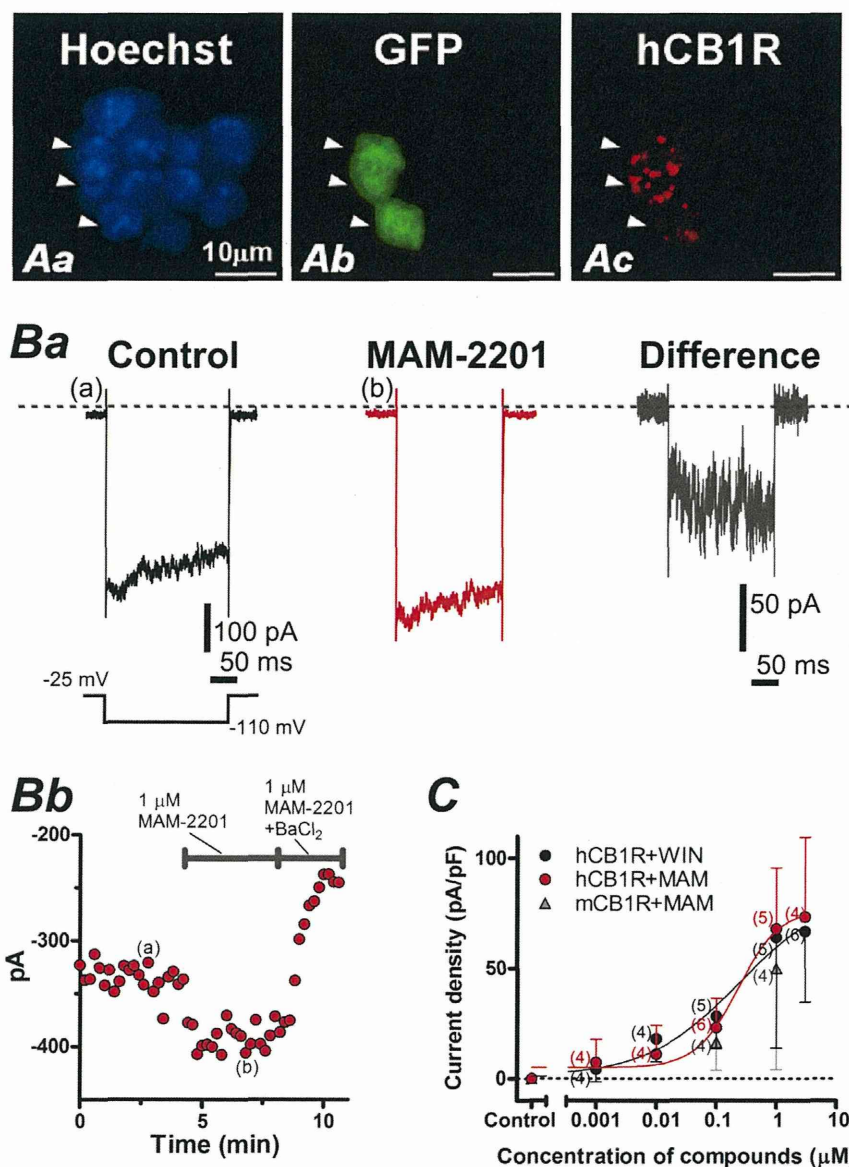 Hoechst
GFP
hCB1R
Aa
10μm
Ab
Ac
Ba
Control
MAM-2201
Difference
(a)
(b)
100 pA
50 ms
50 pA
50 ms
-25 mV
-110 mV
Bb
1 μM
MAM-2201
1 μM
MAM-2201
+BaCl2
-200
-300
-400
pA
(a)
(b)
0
5
10
Time (min)
C
hCB1R+WIN
hCB1R+MAM
mCB1R+MAM
100
50
0
Current density (pA/pF)
(4)
(4)
(4)
(4)
(5)
(6)
(4)
(5)
(5)
(4)
(4)
(6)
Control
0.001
0.01
0.1
1
10
Concentration of compounds (μM)